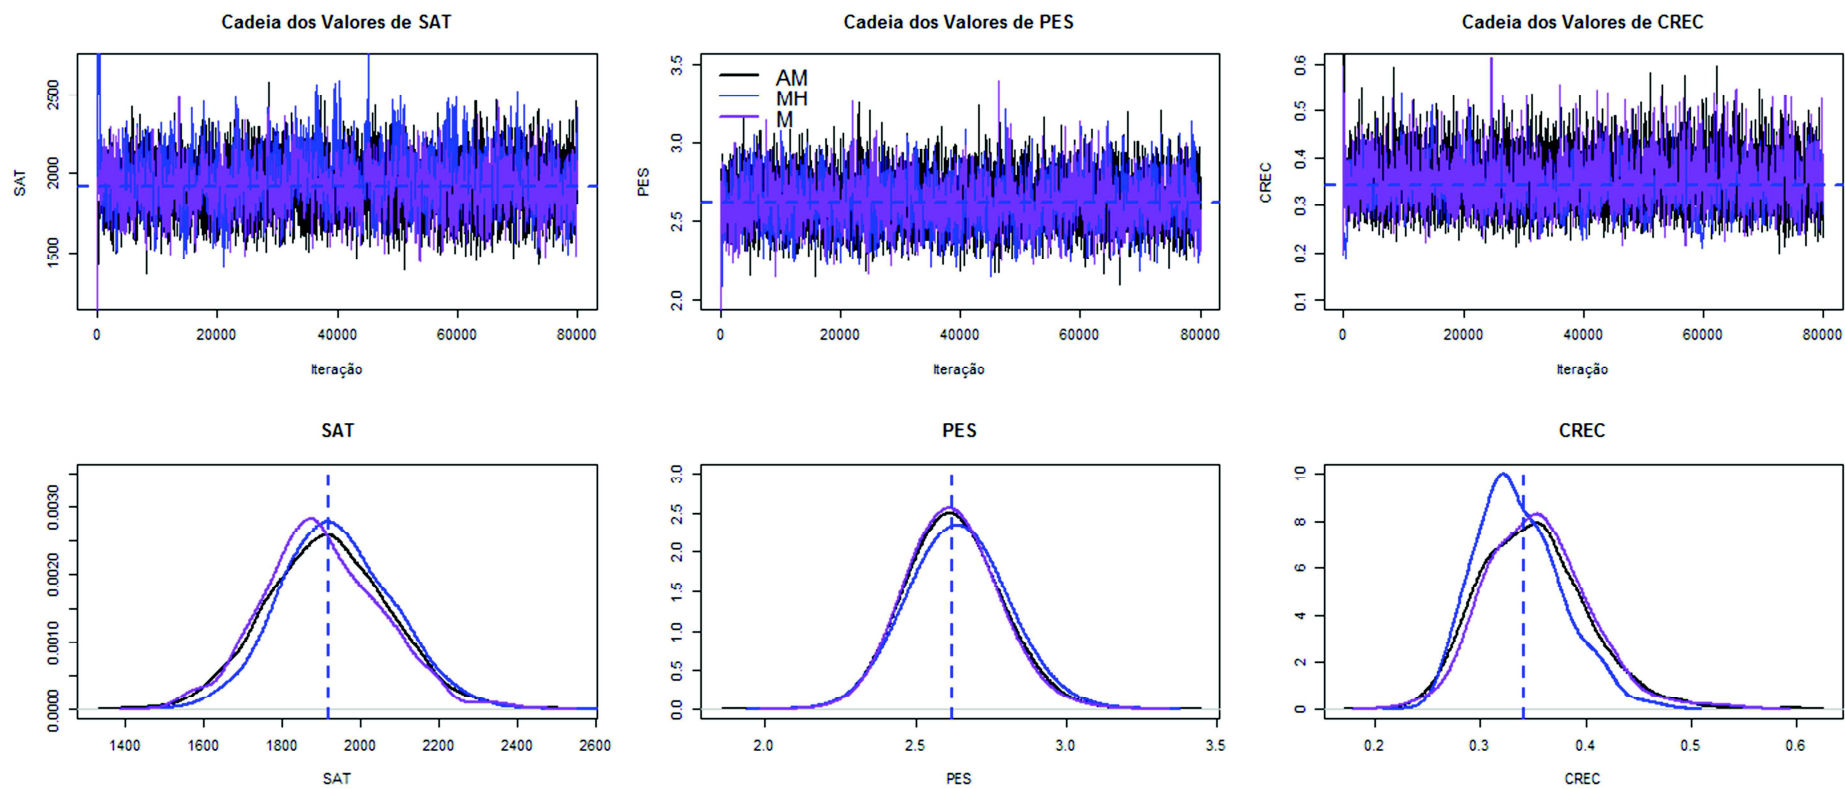 Cadeia dos Valores de SAT
SAT
2500
2000
1500
0 20000 40000 60000 80000
Iteração
Cadeia dos Valores de PES
PES
3.5
3.0
2.5
2.0
AM
MH
M
0 20000 40000 60000 80000
Iteração
Cadeia dos Valores de CREC
CREC
0.6
0.5
0.4
0.3
0.2
0.1
0 20000 40000 60000 80000
Iteração
SAT
0.0030
0.0020
0.0010
0.0000
1400 1600 1800 2000 2200 2400 2600
SAT
PES
3.0
2.5
2.0
1.5
1.0
0.5
0.0
2.0 2.5 3.0 3.5
PES
CREC
10
8
6
4
2
0
0.2 0.3 0.4 0.5 0.6
CREC